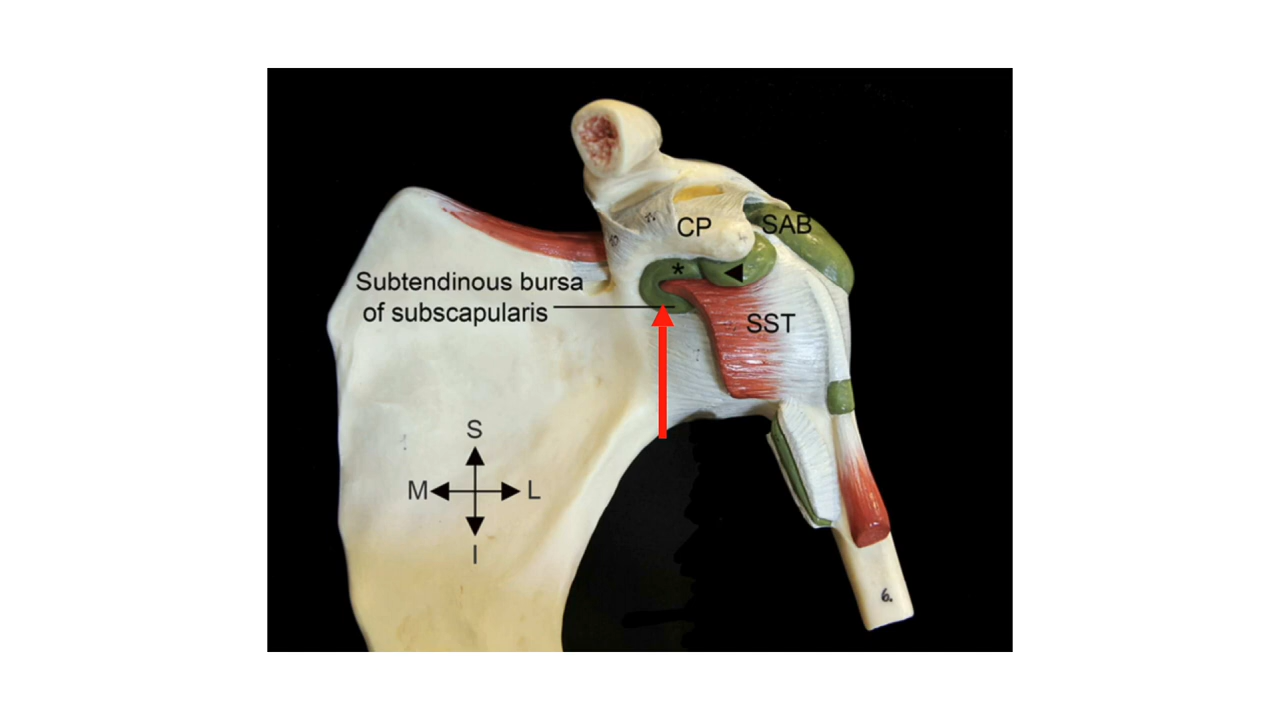 CP
SAB
*
Subtendinous bursa
of subscapularis
SST
S
M
L
I
6.